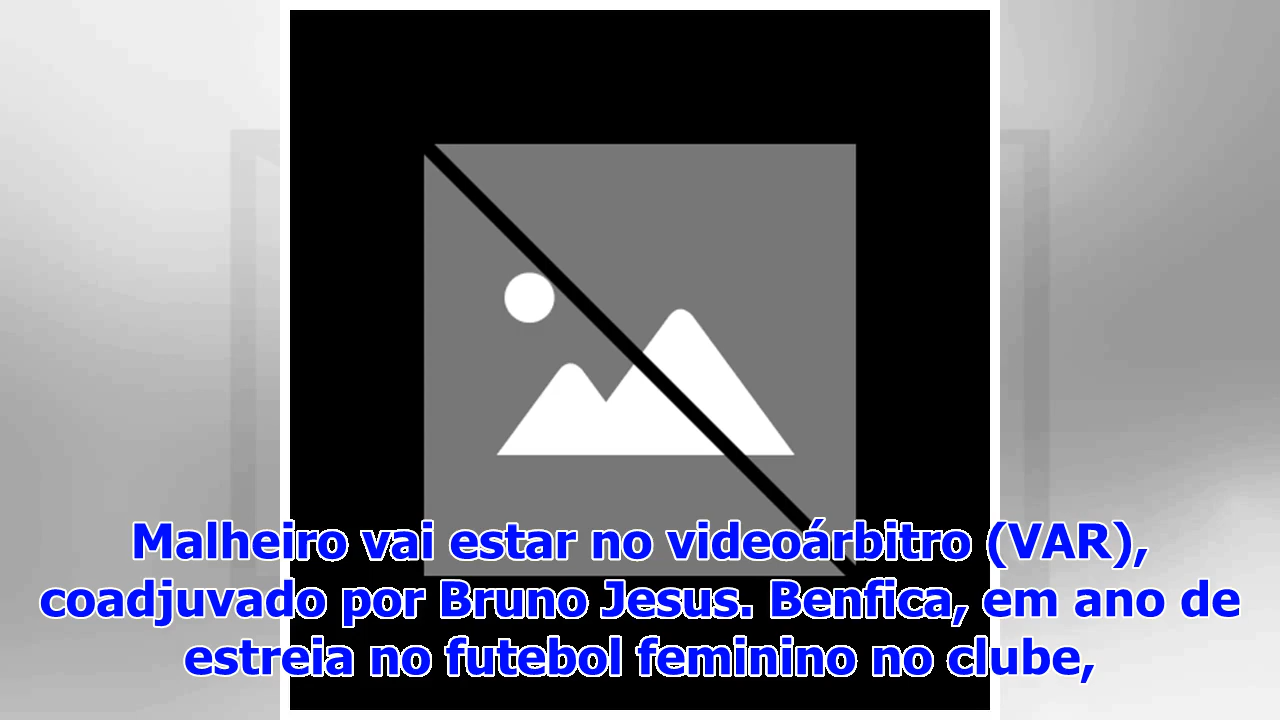 Malheiro vai estar no videoárbitro (VAR),
coadjuvado por Bruno Jesus. Benfica, em ano de
estreia no futebol feminino no clube,